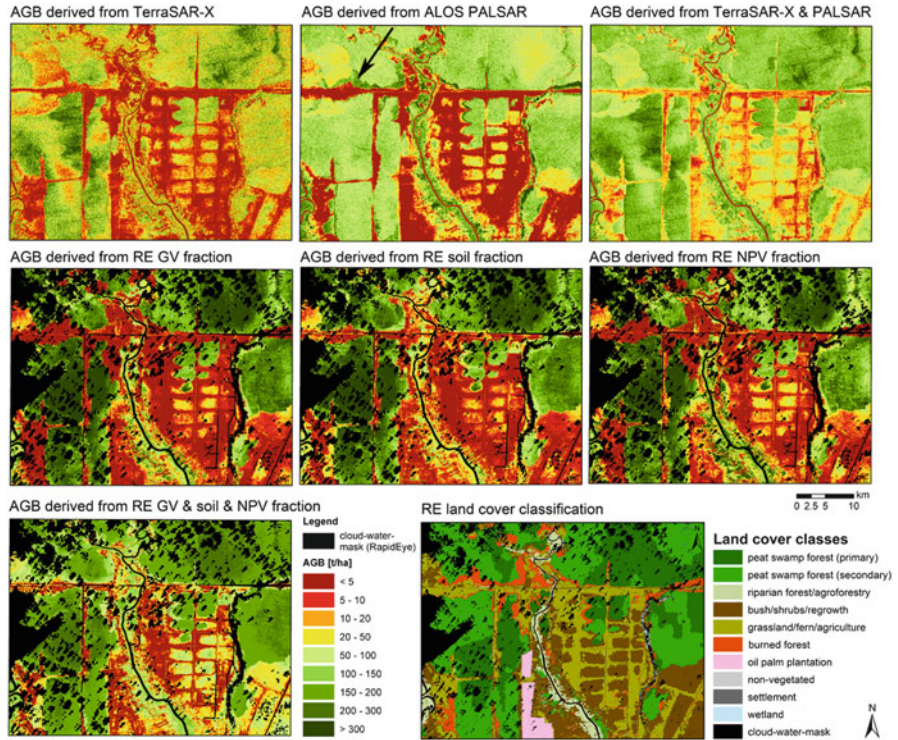 AGB derived from TerraSAR-X
AGB derived from ALOS PALSAR
AGB derived from TerraSAR-X & PALSAR
AGB derived from RE GV fraction
AGB derived from RE soil fraction
AGB derived from RE NPV fraction
km
0 2.5 5 10
AGB derived from RE GV & soil & NPV fraction
Legend
cloud-water-
mask (RapidEye)
AGB [t/ha]
< 5
5 - 10
10 - 20
20 - 50
50 - 100
100 - 150
150 - 200
200 - 300
> 300
RE land cover classification
Land cover classes
peat swamp forest (primary)
peat swamp forest (secondary)
riparian forest/agroforestry
bush/shrubs/regrowth
grassland/fern/agriculture
burned forest
oil palm plantation
non-vegetated
settlement
wetland
cloud-water-mask
N